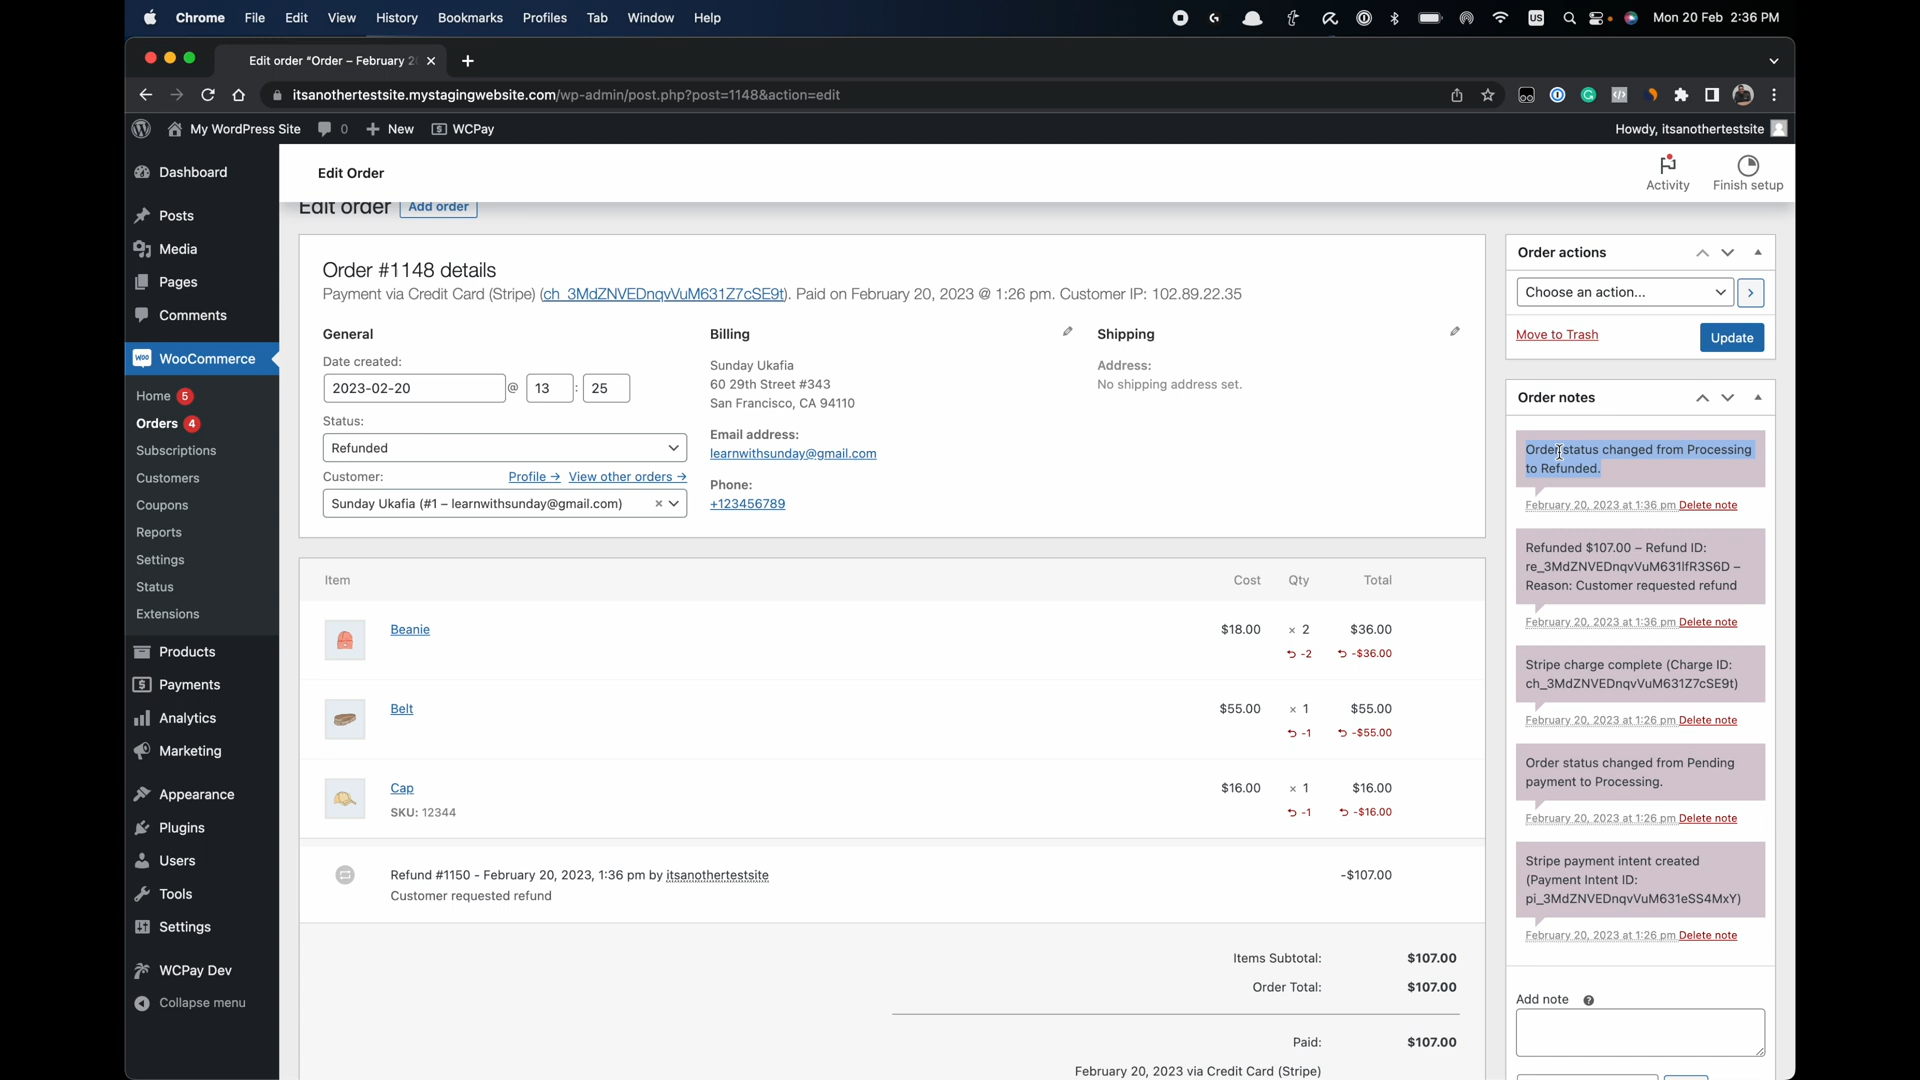 Chrome File Edit View History Bookmarks Profiles Tab Window Help
US Mon 20 Feb 2:36 PM
Edit order "Order – February 2
itsanothertestsite.mystagingwebsite.com/wp-admin/post.php?post=1148&action=edit
My WordPress Site 0 New WCPay
Howdy, itsanothertestsite
Dashboard
Posts
Media
Pages
Comments
WooCommerce
Home 5
Orders 4
Subscriptions
Customers
Coupons
Reports
Settings
Status
Extensions
Products
Payments
Analytics
Marketing
Appearance
Plugins
Users
Tools
Settings
WCPay Dev
Collapse menu
Edit Order
Activity
Finish setup
Edit order Add order
Order #1148 details
Payment via Credit Card (Stripe) (ch_3MdZNVEDnqvVuM631Z7cSE9t). Paid on February 20, 2023 @ 1:26 pm. Customer IP: 102.89.22.35
General
Date created:
2023-02-20 @ 13 : 25
Status:
Refunded
Customer: Profile → View other orders →
Sunday Ukafia (#1 – learnwithsunday@gmail.com) ×
Billing
Sunday Ukafia
60 29th Street #343
San Francisco, CA 94110
Email address:
learnwithsunday@gmail.com
Phone:
+123456789
Shipping
Address:
No shipping address set.
Item Cost Qty Total
Beanie $18.00 × 2 $36.00
-2 -$36.00
Belt $55.00 × 1 $55.00
-1 -$55.00
Cap $16.00 × 1 $16.00
SKU: 12344 -1 -$16.00
Refund #1150 - February 20, 2023, 1:36 pm by itsanothertestsite -$107.00
Customer requested refund
Items Subtotal: $107.00
Order Total: $107.00
Paid: $107.00
February 20, 2023 via Credit Card (Stripe)
Order actions
Choose an action...
Move to Trash Update
Order notes
Order status changed from Processing
to Refunded.
February 20, 2023 at 1:36 pm Delete note
Refunded $107.00 – Refund ID:
re_3MdZNVEDnqvVuM631lfR3S6D –
Reason: Customer requested refund
February 20, 2023 at 1:36 pm Delete note
Stripe charge complete (Charge ID:
ch_3MdZNVEDnqvVuM631Z7cSE9t)
February 20, 2023 at 1:26 pm Delete note
Order status changed from Pending
payment to Processing.
February 20, 2023 at 1:26 pm Delete note
Stripe payment intent created
(Payment Intent ID:
pi_3MdZNVEDnqvVuM631eSS4MxY)
February 20, 2023 at 1:26 pm Delete note
Add note ?